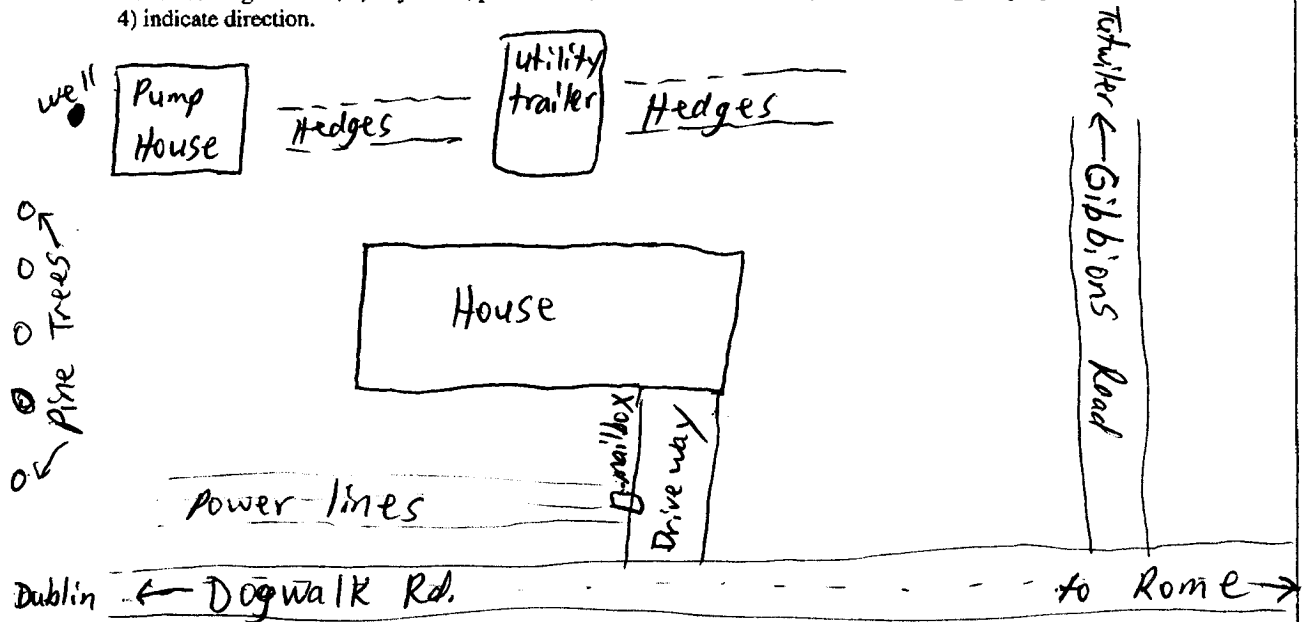 4) indicate direction.
well
Pump
House
Hedges
utility
trailer
Hedges
Tutwiler ← Gibbions Road
Pine Trees
House
mailbox
Drive way
Power lines
Dublin ← Dogwalk Rd. to Rome →